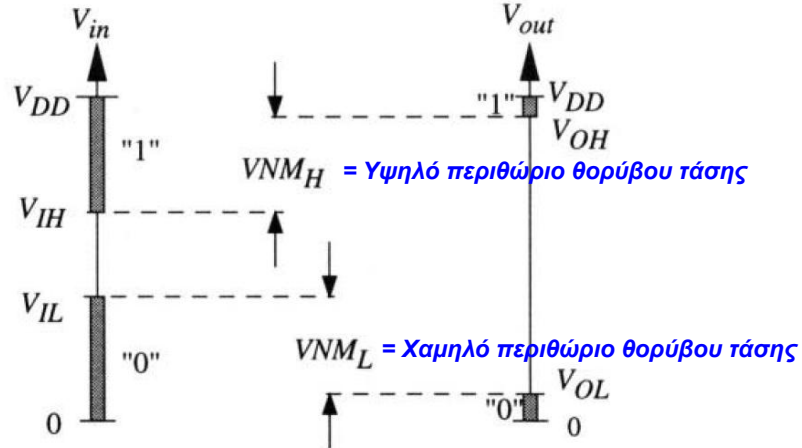 V_in V_out
V_DD "1" V_DD
"1" V_OH
VNM_H = Υψηλό περιθώριο θορύβου τάσης
V_IH
V_IL
"0" VNM_L = Χαμηλό περιθώριο θορύβου τάσης
V_OL
0 "0" 0